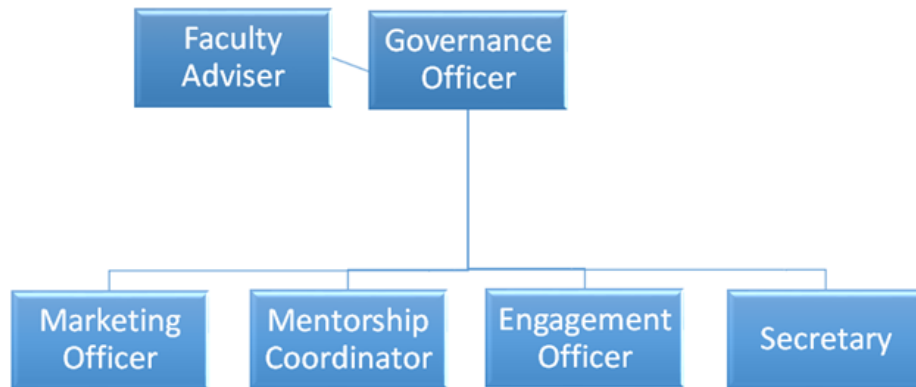 Faculty
Adviser
Governance
Officer
Marketing
Officer
Mentorship
Coordinator
Engagement
Officer
Secretary